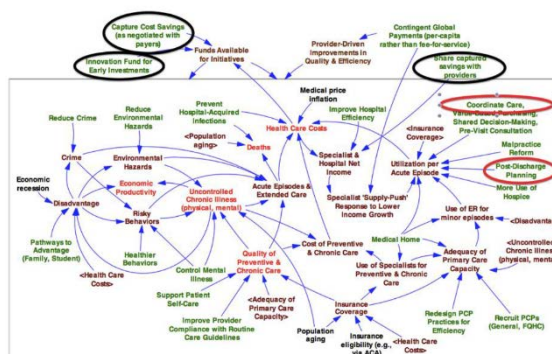 Capture Cost Savings
(as negotiated with
payers)
Innovation Fund for
Early Investments
Funds Available
for Initiatives
Provider-Driven
Improvements in
Quality & Efficiency
Contingent Global
Payments (per-capita
rather than fee-for-service)
Share captured
savings with
providers
Reduce Crime
Reduce
Environmental
Hazards
Prevent
Hospital-Acquired
Infections
<Population
aging>
Deaths
Medical price
inflation
Health Care Costs
Improve Hospital
Efficiency
Specialist &
Hospital Net
Income
<Insurance
Coverage>
Coordinate Care,
Value-Based Purchasing,
Shared Decision-Making,
Pre-Visit Consultation
Malpractice
Reform
Utilization per
Acute Episode
Post-Discharge
Planning
More Use of
Hospice
Crime
Environmental
Hazards
Economic
recession
Disadvantage
Economic
Productivity
Risky
Behaviors
Uncontrolled
Chronic Illness
(physical, mental)
Acute Episodes &
Extended Care
Specialist 'Supply-Push'
Response to Lower
Income Growth
Use of ER for
minor episodes
<Disadvantage>
Pathways to
Advantage
(Family, Student)
<Health Care
Costs>
Healthier
Behaviors
Control Mental
Illness
Quality of
Preventive &
Chronic Care
Cost of Preventive
& Chronic Care
Medical Home
Use of Specialists for
Preventive & Chronic
Care
Adequacy of
Primary Care
Capacity
<Uncontrolled
Chronic Illness
(physical, mental)>
Support Patient
Self-Care
Improve Provider
Compliance with Routine
Care Guidelines
<Adequacy of
Primary Care
Capacity>
Population
aging
Insurance
Coverage
Insurance
eligibility (e.g.,
via ACA)
<Health Care
Costs>
Redesign PCP
Practices for
Efficiency
Recruit PCPs
(General, FQHC)